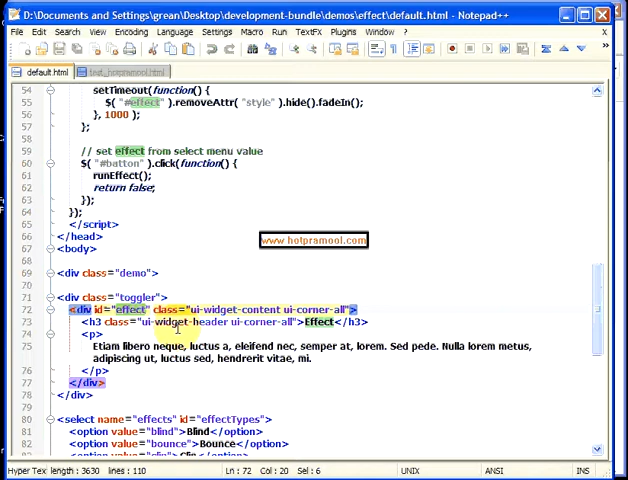 D:\Documents and Settings\grean\Desktop\development-bundle\demos\effect\default.html - Notepad++
File Edit Search View Encoding Language Settings Macro Run TextFX Plugins Window ? X
default.html test_hotpramool.html
54 setTimeout(function() {
55 $( "#effect" ).removeAttr( "style" ).hide().fadeIn();
56 }, 1000 );
57 };
58
59 // set effect from select menu value
60 $( "#button" ).click(function() {
61 runEffect();
62 return false;
63 });
64 });
65 </script>
66 </head>
67 <body>
68
69 <div class="demo">
70
71 <div class="toggler">
72 <div id="effect" class="ui-widget-content ui-corner-all">
73 <h3 class="ui-widget-header ui-corner-all">Effect</h3>
74 <p>
75 Etiam libero neque, luctus a, eleifend nec, semper at, lorem. Sed pede. Nulla lorem metus,
adipiscing ut, luctus sed, hendrerit vitae, mi.
76 </p>
77 </div>
78 </div>
79
80 <select name="effects" id="effectTypes">
81 <option value="blind">Blind</option>
82 <option value="bounce">Bounce</option>
83 <option value="clip">Clip</option>
www.hotpramool.com
Hyper Tex length : 3630 lines : 110 Ln : 72 Col : 20 Sel : 6 UNIX ANSI INS